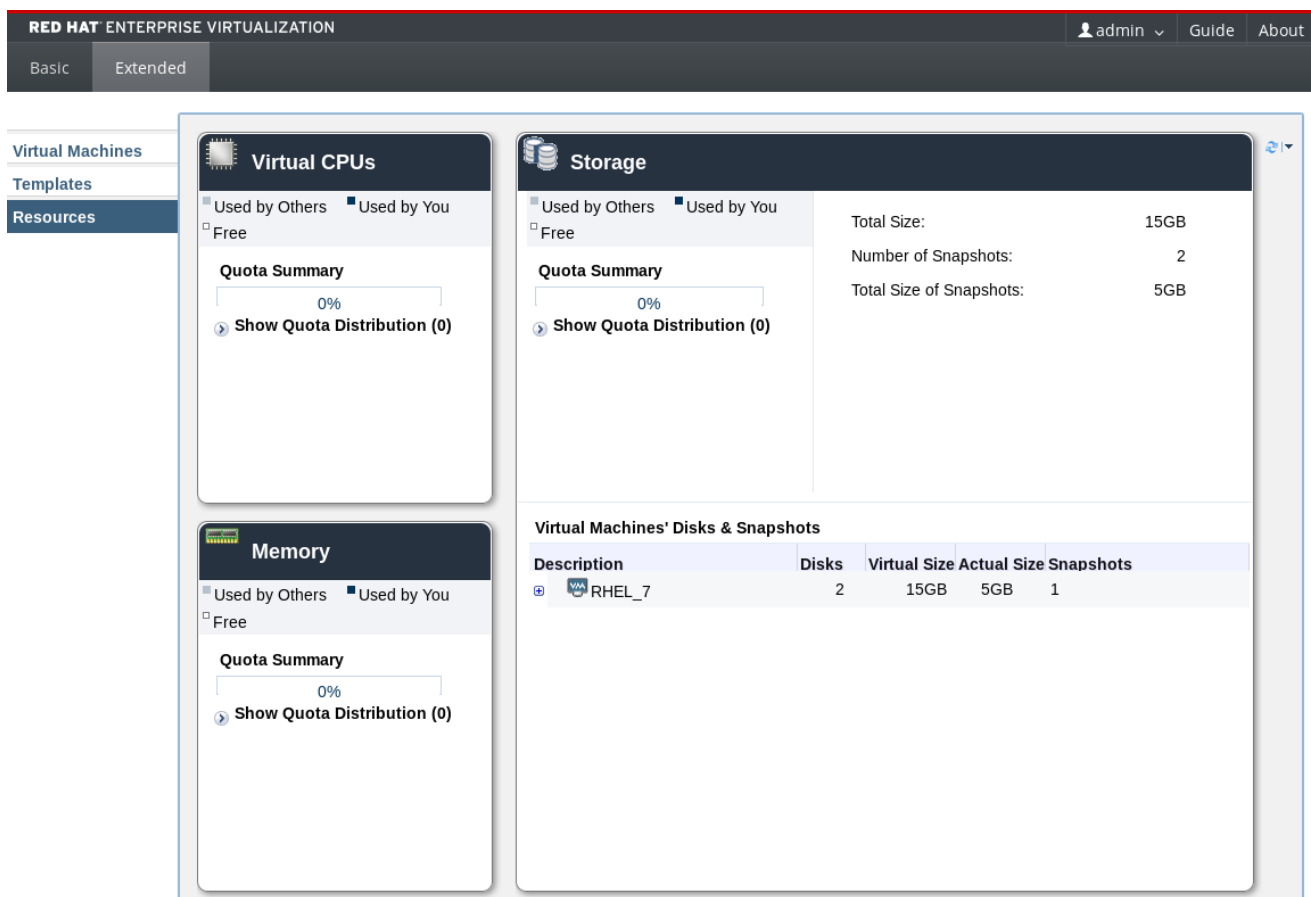 RED HAT ENTERPRISE VIRTUALIZATION
admin Guide About
Basic Extended
Virtual Machines
Templates
Resources
Virtual CPUs
Used by Others Used by You
Free
Quota Summary
0%
Show Quota Distribution (0)
Storage
Used by Others Used by You
Free
Quota Summary
0%
Show Quota Distribution (0)
Total Size: 15GB
Number of Snapshots: 2
Total Size of Snapshots: 5GB
Memory
Used by Others Used by You
Free
Quota Summary
0%
Show Quota Distribution (0)
Virtual Machines' Disks & Snapshots
Description Disks Virtual Size Actual Size Snapshots
VM RHEL_7 2 15GB 5GB 1